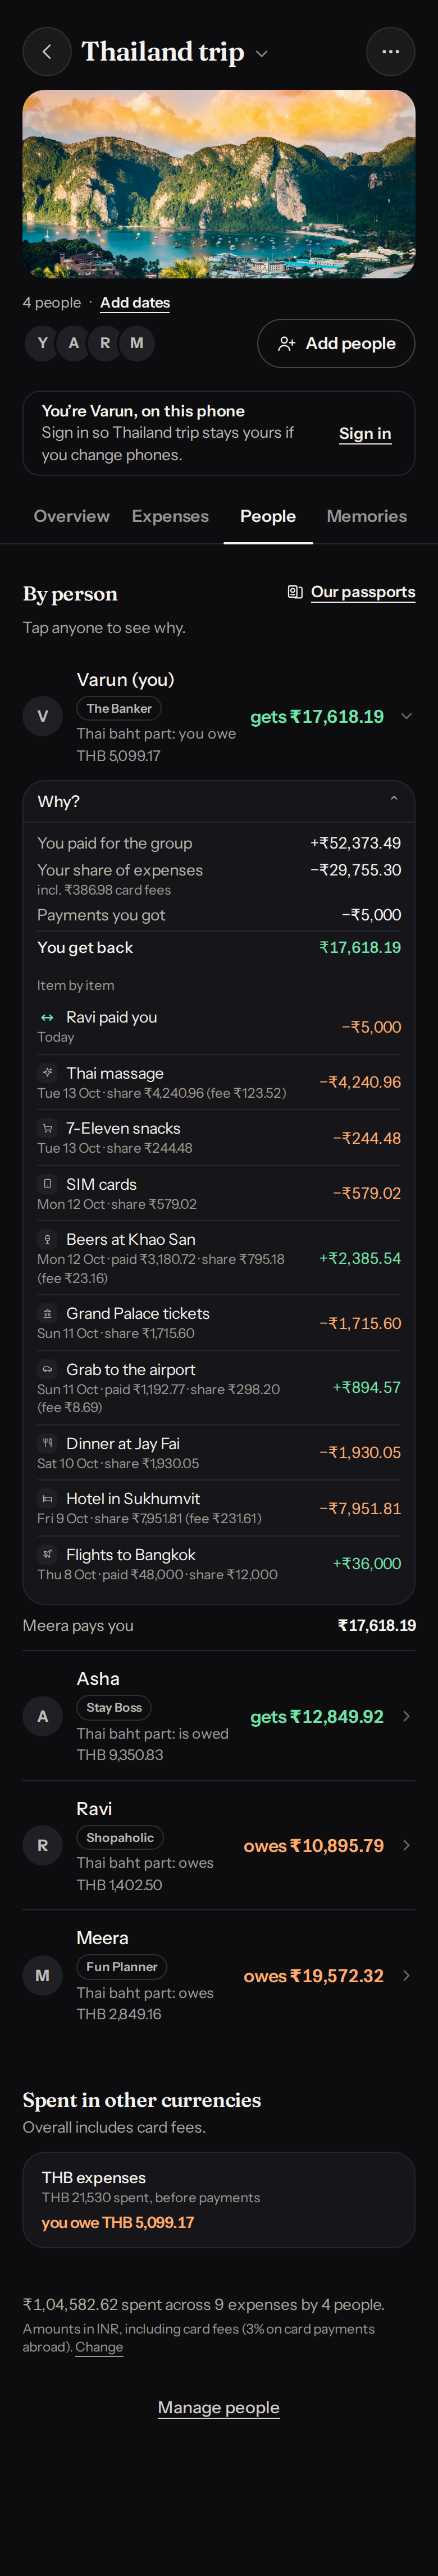 Thailand trip
4 people · Add dates
Y A R M
Add people
You’re Varun, on this phone
Sign in so Thailand trip stays yours if
you change phones.
Sign in
Overview Expenses People Memories
By person
Our passports
Tap anyone to see why.
V
Varun (you)
The Banker
Thai baht part: you owe
THB 5,099.17
gets ₹17,618.19
Why?
You paid for the group +₹52,373.49
Your share of expenses −₹29,755.30
incl. ₹386.98 card fees
Payments you got −₹5,000
You get back ₹17,618.19
Item by item
Ravi paid you
Today
−₹5,000
Thai massage
Tue 13 Oct · share ₹4,240.96 (fee ₹123.52)
−₹4,240.96
7-Eleven snacks
Tue 13 Oct · share ₹244.48
−₹244.48
SIM cards
Mon 12 Oct · share ₹579.02
−₹579.02
Beers at Khao San
Mon 12 Oct · paid ₹3,180.72 · share ₹795.18
(fee ₹23.16)
+₹2,385.54
Grand Palace tickets
Sun 11 Oct · share ₹1,715.60
−₹1,715.60
Grab to the airport
Sun 11 Oct · paid ₹1,192.77 · share ₹298.20
(fee ₹8.69)
+₹894.57
Dinner at Jay Fai
Sat 10 Oct · share ₹1,930.05
−₹1,930.05
Hotel in Sukhumvit
Fri 9 Oct · share ₹7,951.81 (fee ₹231.61)
−₹7,951.81
Flights to Bangkok
Thu 8 Oct · paid ₹48,000 · share ₹12,000
+₹36,000
Meera pays you ₹17,618.19
A
Asha
Stay Boss
Thai baht part: is owed
THB 9,350.83
gets ₹12,849.92
R
Ravi
Shopaholic
Thai baht part: owes
THB 1,402.50
owes ₹10,895.79
M
Meera
Fun Planner
Thai baht part: owes
THB 2,849.16
owes ₹19,572.32
Spent in other currencies
Overall includes card fees.
THB expenses
THB 21,530 spent, before payments
you owe THB 5,099.17
₹1,04,582.62 spent across 9 expenses by 4 people.
Amounts in INR, including card fees (3% on card payments
abroad). Change
Manage people